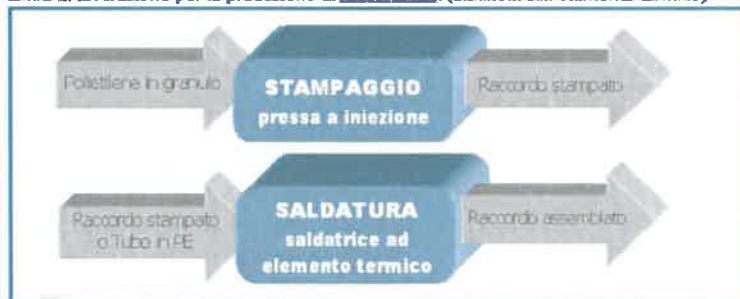 Polietilene in granulo
STAMPAGGIO
pressa a iniezione
Raccordo stampato
Raccordo stampato
o Tubo in PE
SALDATURA
saldatrice ad
elemento termico
Raccordo assemblato